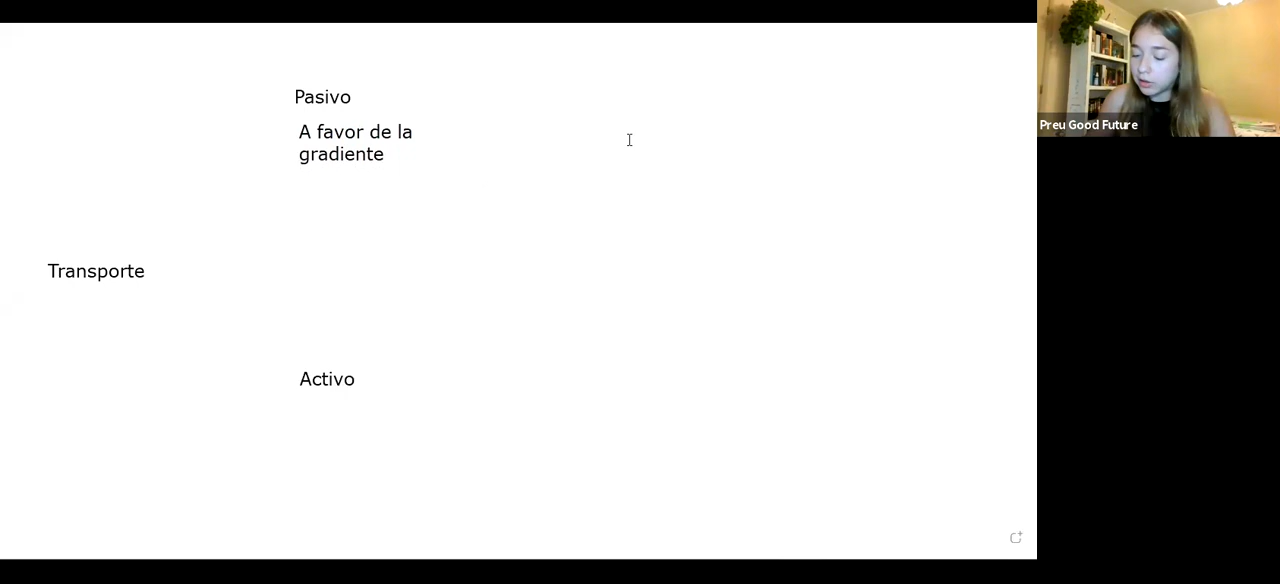 Pasivo
A favor de la
gradiente
Transporte
Activo
Preu Good Future